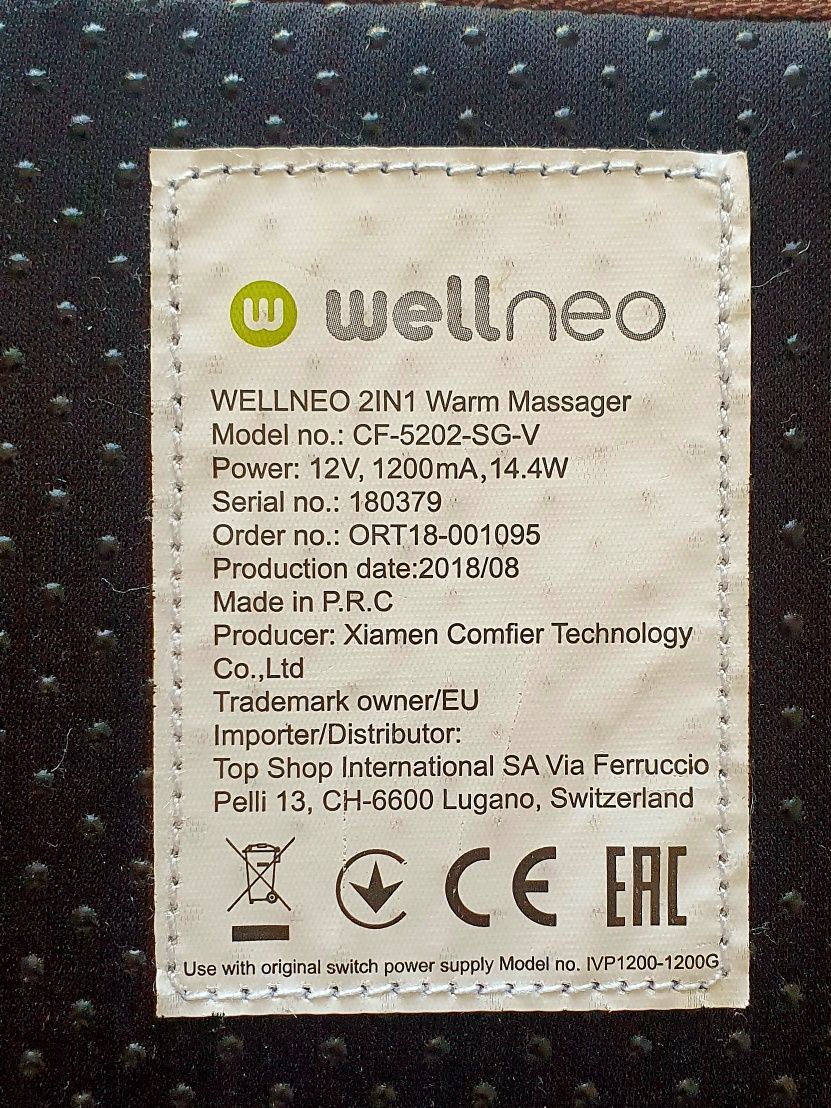 w wellneo
WELLNEO 2IN1 Warm Massager
Model no.: CF-5202-SG-V
Power: 12V, 1200mA,14.4W
Serial no.: 180379
Order no.: ORT18-001095
Production date:2018/08
Made in P.R.C
Producer: Xiamen Comfier Technology
Co.,Ltd
Trademark owner/EU
Importer/Distributor:
Top Shop International SA Via Ferruccio
Pelli 13, CH-6600 Lugano, Switzerland
CE EAC
Use with original switch power supply Model no. IVP1200-1200G